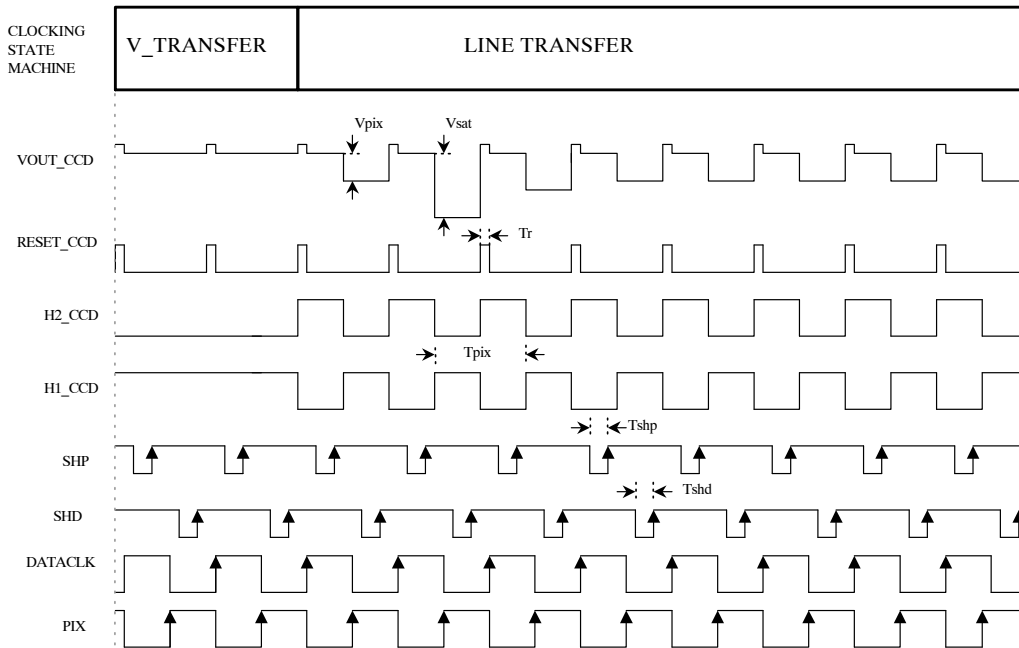 CLOCKING
STATE
MACHINE
V_TRANSFER
LINE TRANSFER
Vpix
Vsat
VOUT_CCD
RESET_CCD
Tr
H2_CCD
Tpix
H1_CCD
Tshp
SHP
Tshd
SHD
DATACLK
PIX